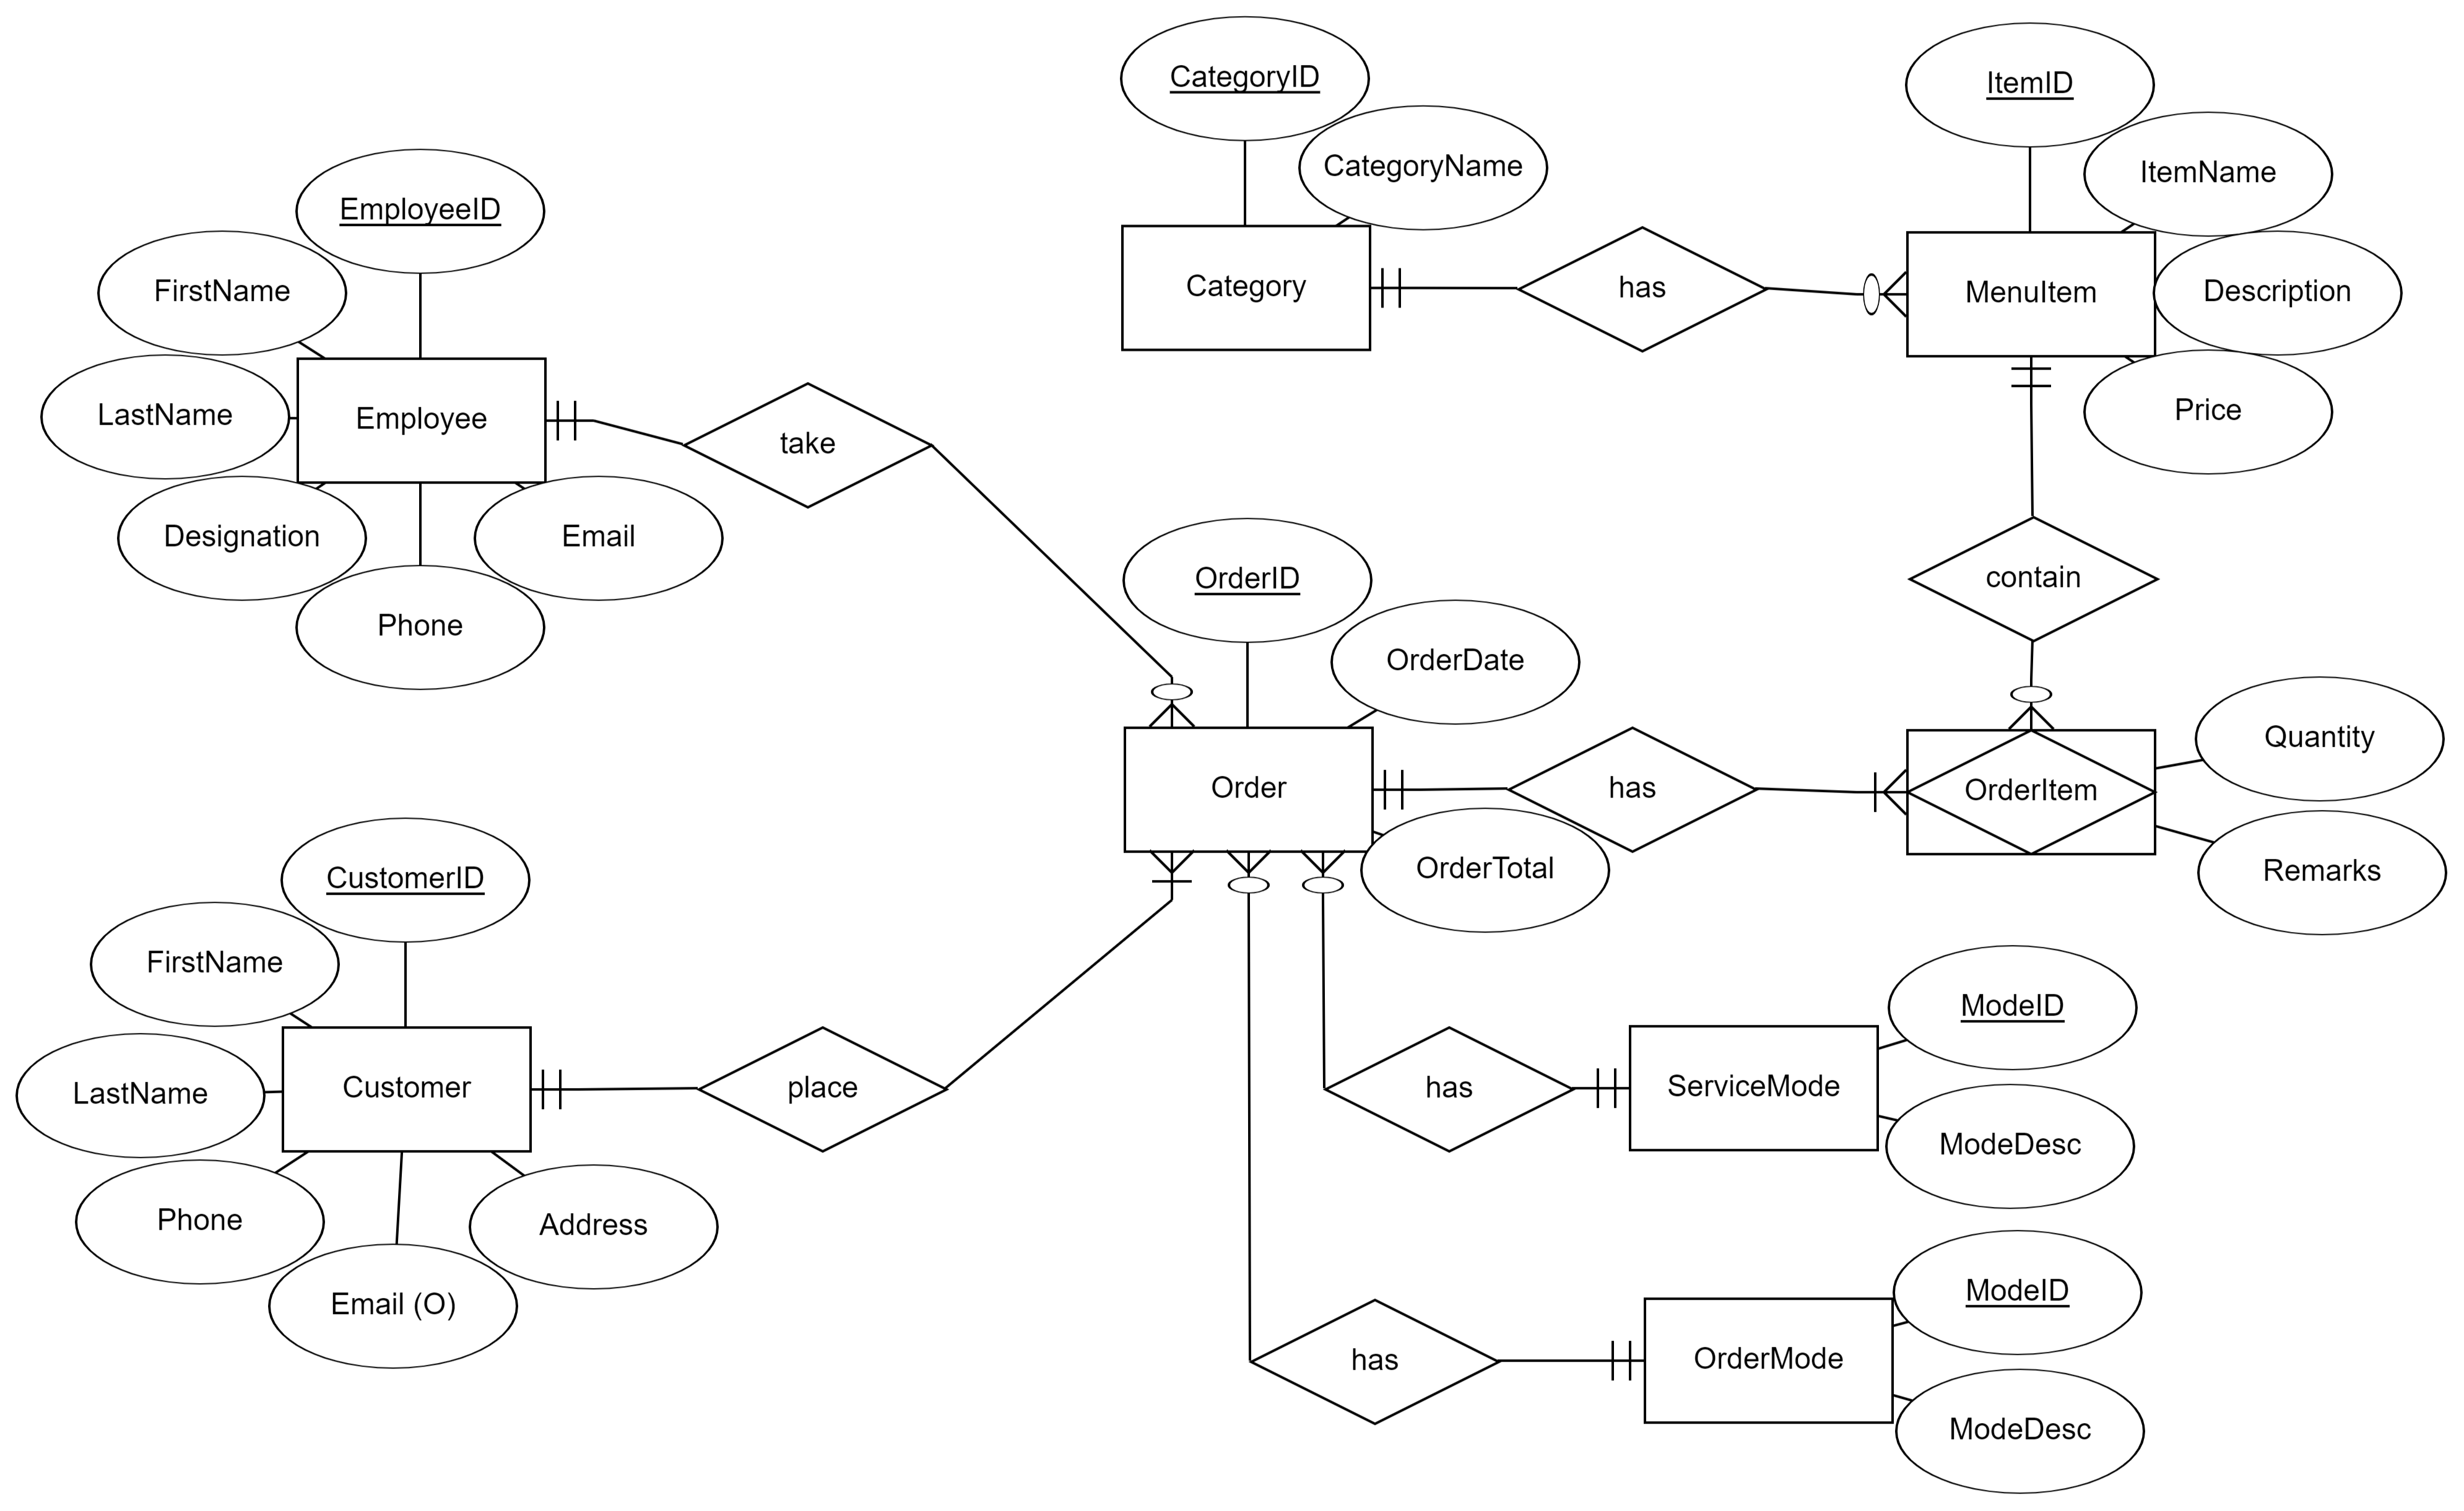 CategoryID
ItemID
CategoryName
ItemName
EmployeeID
FirstName
Category
has
MenuItem
Description
LastName
Employee
take
Price
Designation
Email
Phone
OrderID
contain
OrderDate
Quantity
Order
has
OrderItem
OrderTotal
Remarks
CustomerID
FirstName
ModeID
LastName
Customer
place
has
ServiceMode
ModeDesc
Phone
Address
Email (O)
ModeID
has
OrderMode
ModeDesc